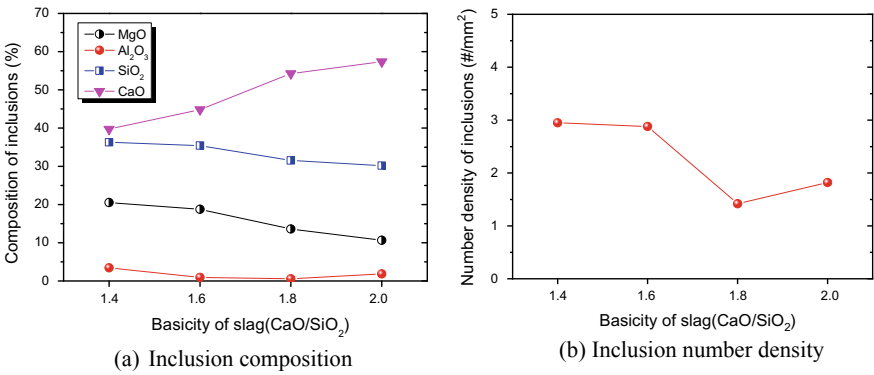 MgO
Al₂O₃
SiO₂
CaO
Composition of inclusions (%)
70
60
50
40
30
20
10
0
1.4 1.6 1.8 2.0
Basicity of slag(CaO/SiO₂)
(a) Inclusion composition
Number density of inclusions (#/mm²)
5
4
3
2
1
0
1.4 1.6 1.8 2.0
Basicity of slag(CaO/SiO₂)
(b) Inclusion number density